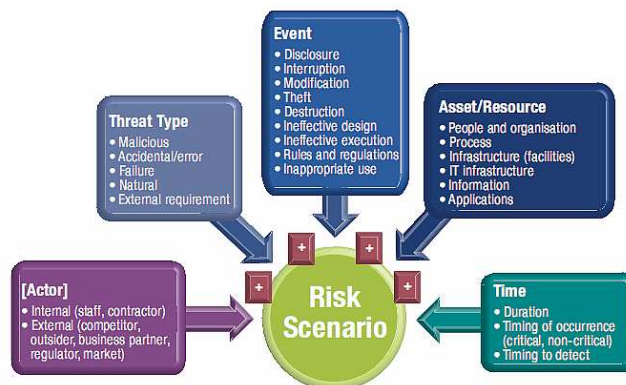 Event
• Disclosure
• Interruption
• Modification
• Theft
• Destruction
• Ineffective design
• Ineffective execution
• Rules and regulations
• Inappropriate use
Threat Type
• Malicious
• Accidental/error
• Failure
• Natural
• External requirement
Asset/Resource
• People and organisation
• Process
• Infrastructure (facilities)
• IT infrastructure
• Information
• Applications
[Actor]
• Internal (staff, contractor)
• External (competitor,
outsider, business partner,
regulator, market)
+
+
+
+
Risk
Scenario
Time
• Duration
• Timing of occurrence
(critical, non-critical)
• Timing to detect